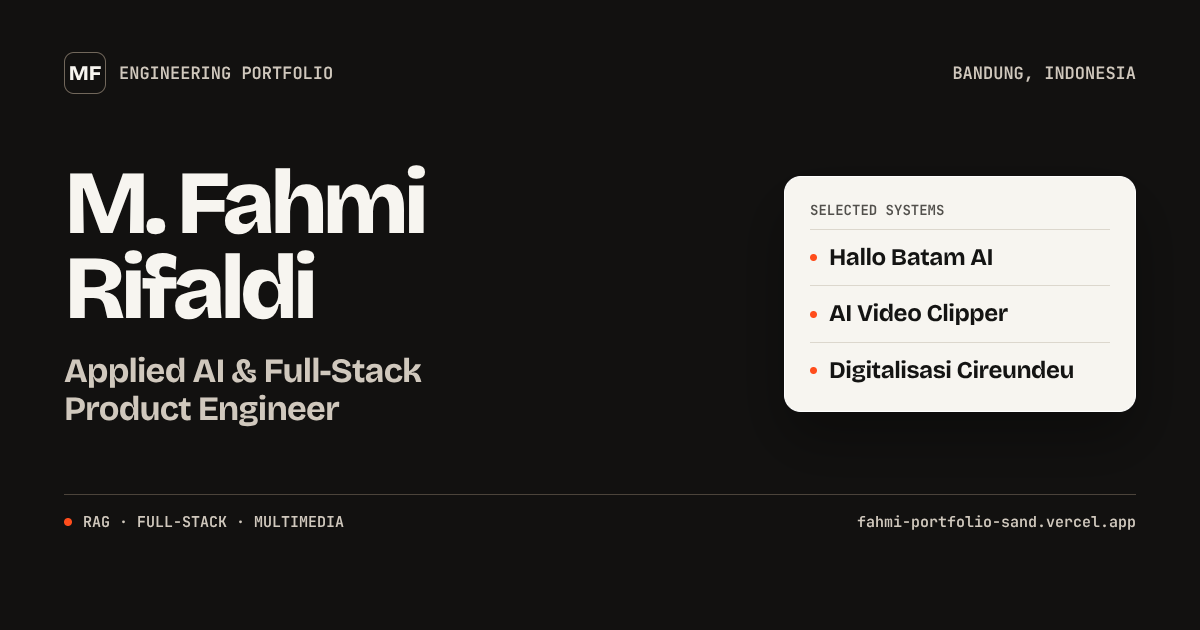 MF ENGINEERING PORTFOLIO
BANDUNG, INDONESIA
M. Fahmi
Rifaldi
Applied AI & Full-Stack
Product Engineer
SELECTED SYSTEMS
Hallo Batam AI
AI Video Clipper
Digitalisasi Cireundeu
RAG · FULL-STACK · MULTIMEDIA
fahmi-portfolio-sand.vercel.app